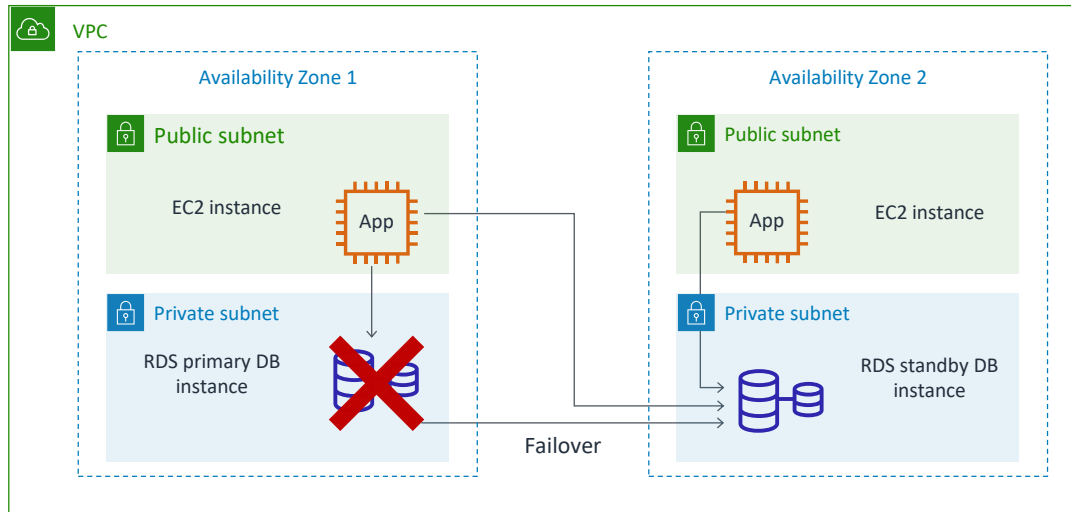 VPC
Availability Zone 1
Public subnet
EC2 instance
App
Private subnet
RDS primary DB
instance
Failover
Availability Zone 2
Public subnet
App
EC2 instance
Private subnet
RDS standby DB
instance